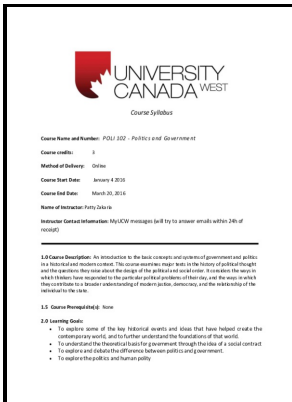 UNIVERSITY
CANADA WEST
Course Syllabus
Course Name and Number: POLI 102 - Politics and Government
Course credits: 3
Method of Delivery: Online
Course Start Date: January 4 2016
Course End Date: March 20, 2016
Name of Instructor: Patty Zakaria
Instructor Contact Information: MyUCW messages (will try to answer emails within 24h of
receipt)
1.0 Course Description: An introduction to the basic concepts and systems of government and politics
in a historical and modern context. This course examines major texts in the history of political thought
and the questions they raise about the design of the political and social order. It considers the ways in
which thinkers have responded to the particular political problems of their day, and the ways in which
they contribute to a broader understanding of modern justice, democracy, and the relationship of the
individual to the state.
1.5 Course Prerequisite(s): None
2.0 Learning Goals:
• To explore some of the key historical events and ideas that have helped create the
contemporary world, and to further understand the foundations of that world.
• To understand the theoretical basis for government through the idea of a social contract
• To explore and debate the difference between politics and government.
• To explore the politics and human polity